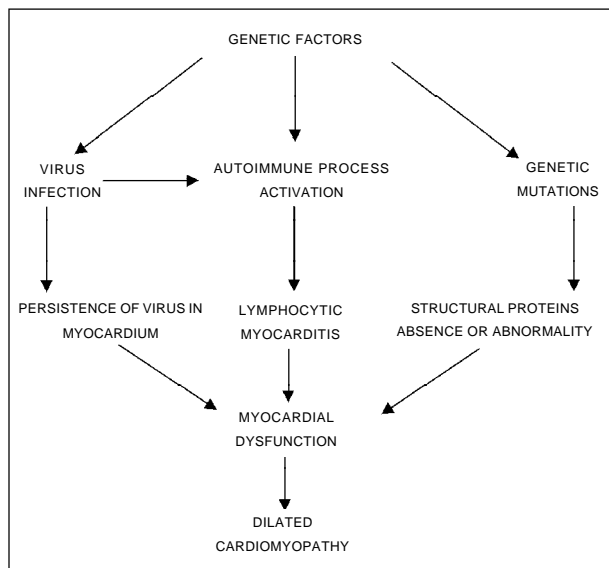 GENETIC FACTORS
VIRUS
INFECTION
AUTOIMMUNE PROCESS
ACTIVATION
GENETIC
MUTATIONS
PERSISTENCE OF VIRUS IN
MYOCARDIUM
LYMPHOCYTIC
MYOCARDITIS
STRUCTURAL PROTEINS
ABSENCE OR ABNORMALITY
MYOCARDIAL
DYSFUNCTION
DILATED
CARDIOMYOPATHY